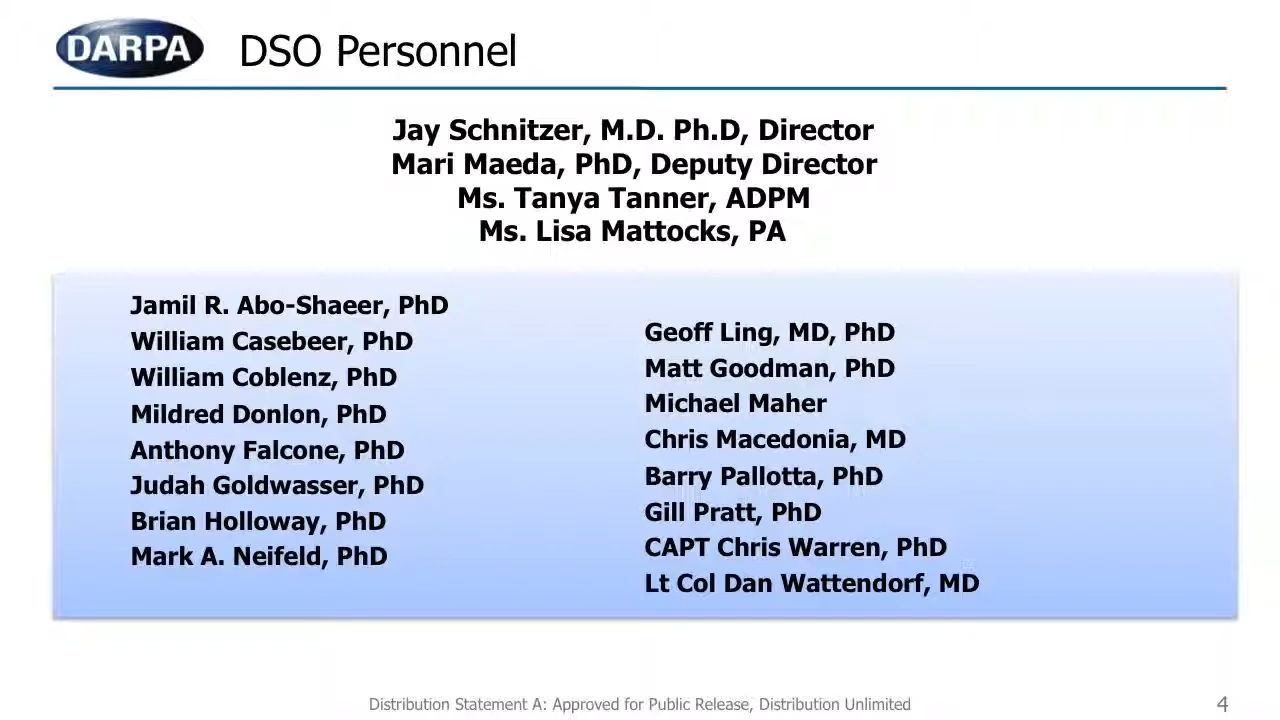 DARPA
DSO Personnel
Jay Schnitzer, M.D. Ph.D, Director
Mari Maeda, PhD, Deputy Director
Ms. Tanya Tanner, ADPM
Ms. Lisa Mattocks, PA
Jamil R. Abo-Shaeer, PhD
William Casebeer, PhD
William Coblenz, PhD
Mildred Donlon, PhD
Anthony Falcone, PhD
Judah Goldwasser, PhD
Brian Holloway, PhD
Mark A. Neifeld, PhD
Geoff Ling, MD, PhD
Matt Goodman, PhD
Michael Maher
Chris Macedonia, MD
Barry Pallotta, PhD
Gill Pratt, PhD
CAPT Chris Warren, PhD
Lt Col Dan Wattendorf, MD
Distribution Statement A: Approved for Public Release, Distribution Unlimited
4